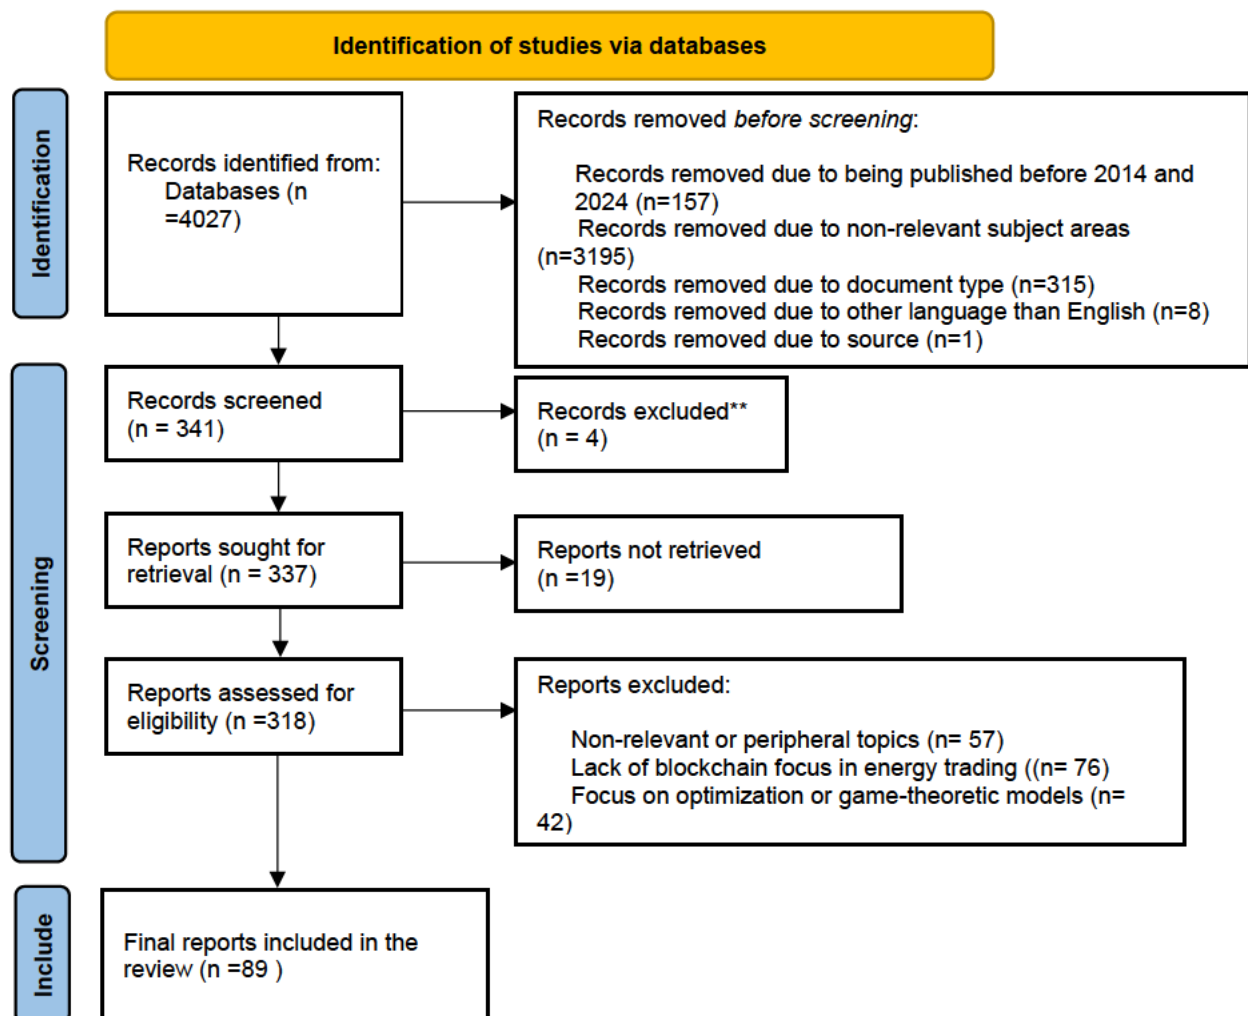 Identification of studies via databases
Identification
Records identified from:
Databases (n
=4027)
Records removed before screening:
Records removed due to being published before 2014 and
2024 (n=157)
Records removed due to non-relevant subject areas
(n=3195)
Records removed due to document type (n=315)
Records removed due to other language than English (n=8)
Records removed due to source (n=1)
Screening
Records screened
(n = 341)
Records excluded**
(n = 4)
Reports sought for
retrieval (n = 337)
Reports not retrieved
(n =19)
Reports assessed for
eligibility (n =318)
Reports excluded:
Non-relevant or peripheral topics (n= 57)
Lack of blockchain focus in energy trading ((n= 76)
Focus on optimization or game-theoretic models (n=
42)
Include
Final reports included in the
review (n =89 )